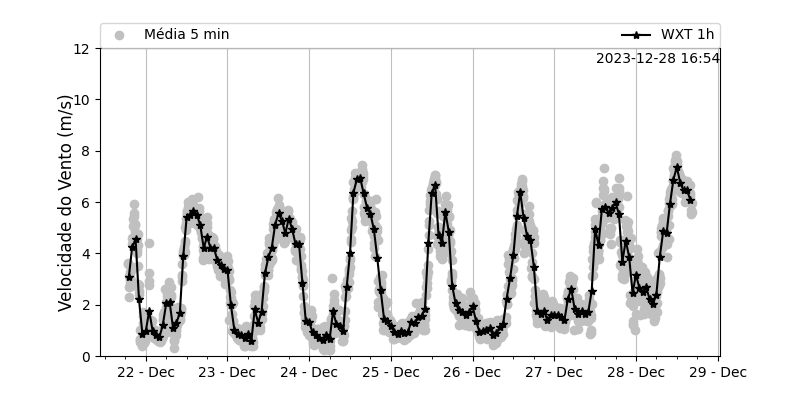 Média 5 min
WXT 1h
2023-12-28 16:54
Velocidade do Vento (m/s)
12
10
8
6
4
2
0
22 - Dec
23 - Dec
24 - Dec
25 - Dec
26 - Dec
27 - Dec
28 - Dec
29 - Dec